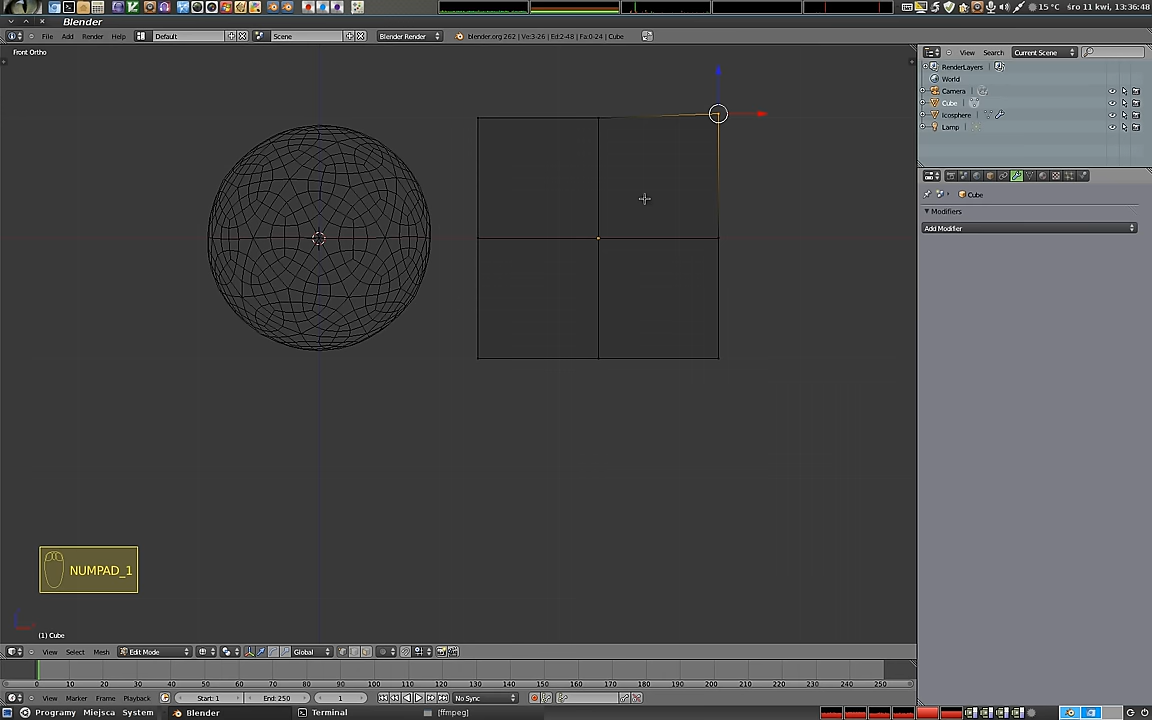 15 °C śro 11 kwi, 13:36:48
Blender
File Add Render Help Default Scene Blender Render blender.org 262 | Ve:3-26 | Ed:2-48 | Fa:0-24 | Cube
View Search Current Scene
Front Ortho
RenderLayers
World
Camera
Cube
Icosphere
Lamp
Cube
Modifiers
Add Modifier
NUMPAD_1
(1) Cube
View Select Mesh Edit Mode Global
0 10 20 30 40 50 60 70 80 90 100 110 120 130 140 150 160 170 180 190 200 210 220 230 240 250
View Marker Frame Playback Start: 1 End: 250 1 No Sync
Programy Miejsca System Blender Terminal [ffmpeg]